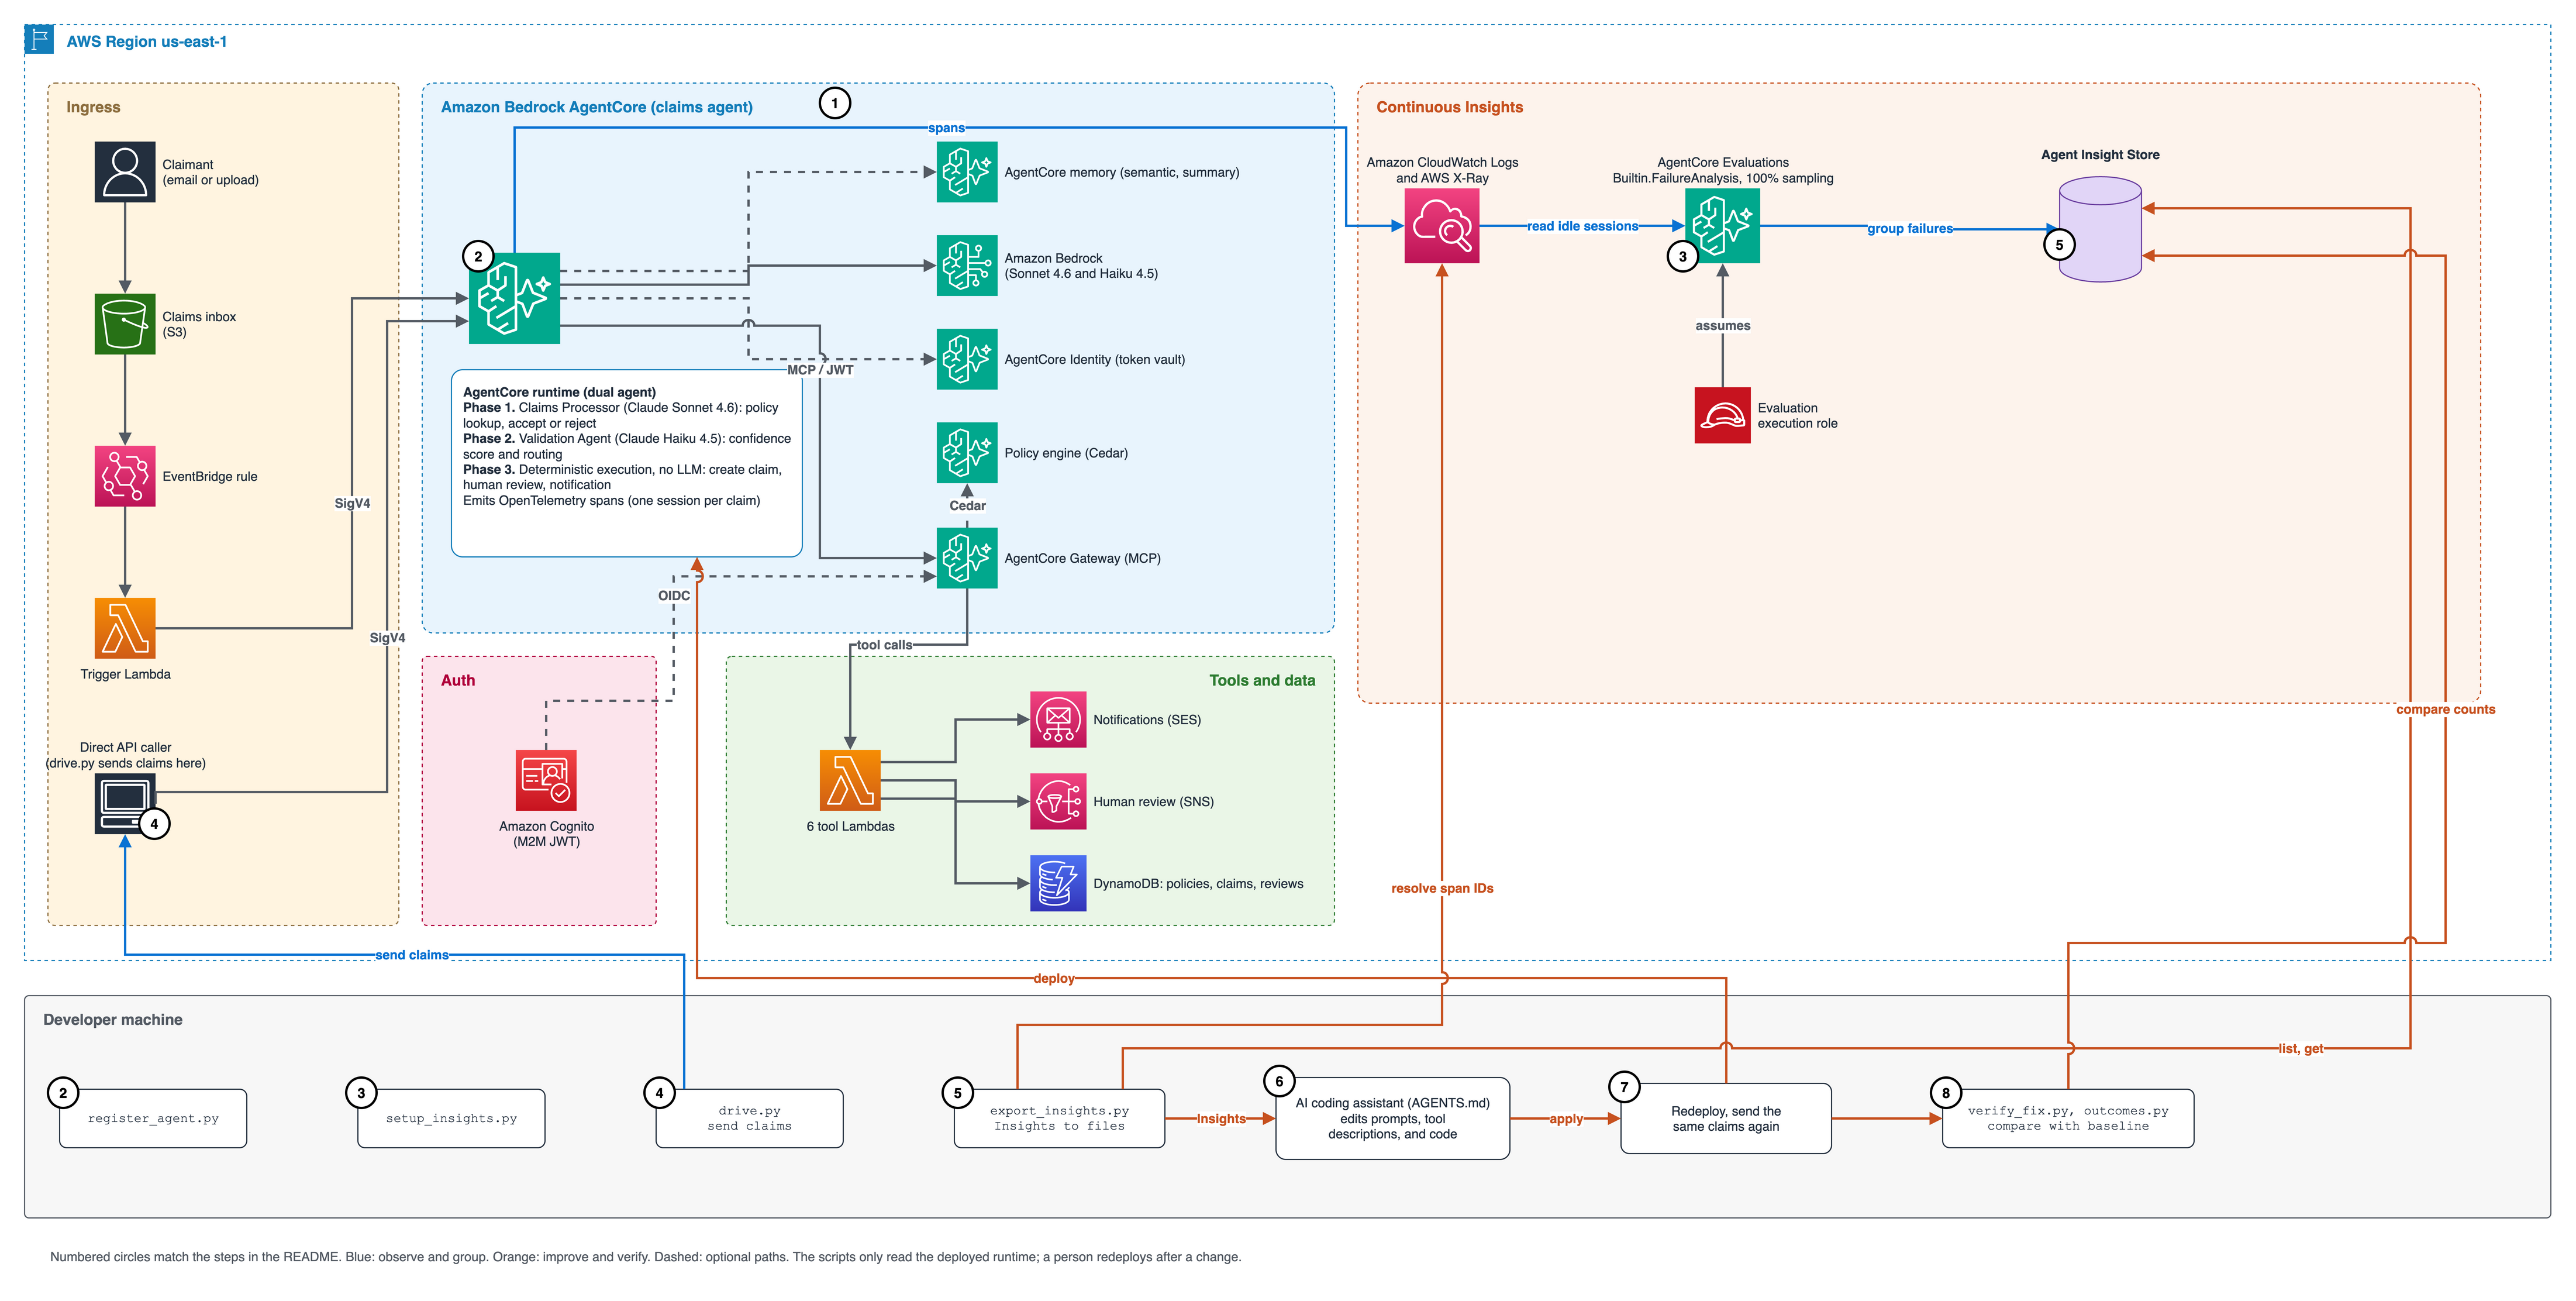 AWS Region us-east-1
Ingress
Claimant
(email or upload)
Claims inbox
(S3)
EventBridge rule
Trigger Lambda
Direct API caller
(drive.py sends claims here)
4
SigV4
SigV4
Amazon Bedrock AgentCore (claims agent)
1
spans
2
AgentCore memory (semantic, summary)
Amazon Bedrock
(Sonnet 4.6 and Haiku 4.5)
AgentCore Identity (token vault)
MCP / JWT
AgentCore runtime (dual agent)
Phase 1. Claims Processor (Claude Sonnet 4.6): policy
lookup, accept or reject
Phase 2. Validation Agent (Claude Haiku 4.5): confidence
score and routing
Phase 3. Deterministic execution, no LLM: create claim,
human review, notification
Emits OpenTelemetry spans (one session per claim)
Policy engine (Cedar)
Cedar
AgentCore Gateway (MCP)
OIDC
tool calls
Auth
Amazon Cognito
(M2M JWT)
Tools and data
6 tool Lambdas
Notifications (SES)
Human review (SNS)
DynamoDB: policies, claims, reviews
Continuous Insights
Amazon CloudWatch Logs
and AWS X-Ray
read idle sessions
AgentCore Evaluations
Builtin.FailureAnalysis, 100% sampling
3
group failures
Agent Insight Store
5
assumes
Evaluation
execution role
compare counts
resolve span IDs
send claims
deploy
Developer machine
list, get
2
register_agent.py
3
setup_insights.py
4
drive.py
send claims
5
export_insights.py
Insights to files
Insights
6
AI coding assistant (AGENTS.md)
edits prompts, tool
descriptions, and code
apply
7
Redeploy, send the
same claims again
8
verify_fix.py, outcomes.py
compare with baseline
Numbered circles match the steps in the README. Blue: observe and group. Orange: improve and verify. Dashed: optional paths. The scripts only read the deployed runtime; a person redeploys after a change.